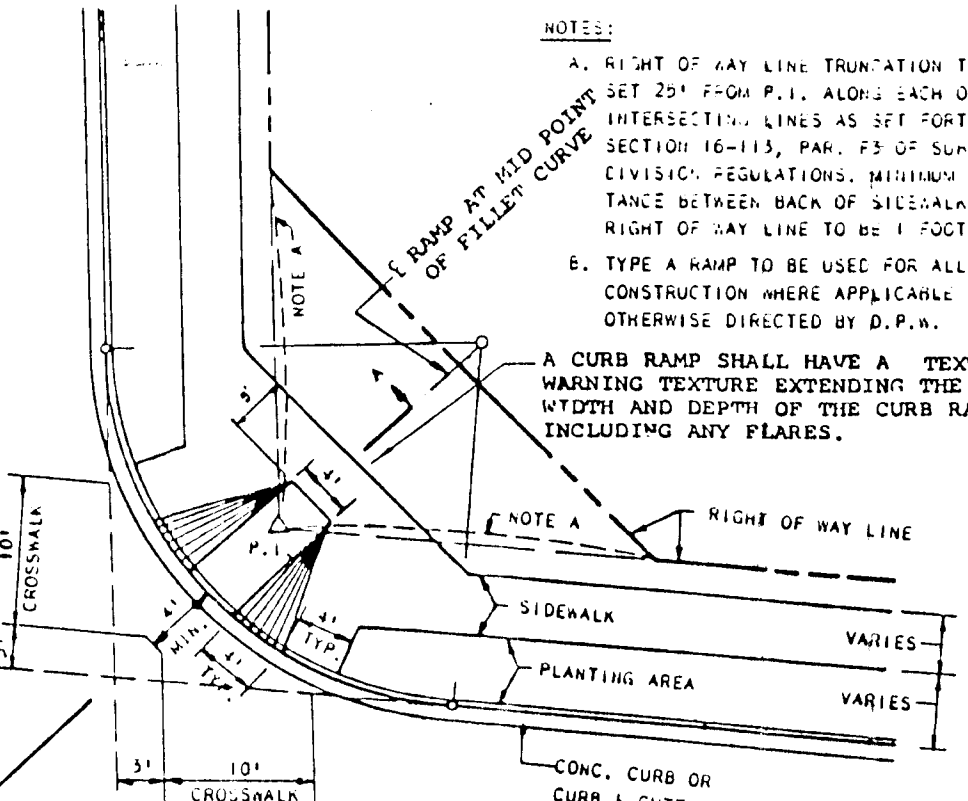 NOTES:
A. RIGHT OF WAY LINE TRUNCATION T
SET 25' FROM P.I. ALONG EACH O
INTERSECTING LINES AS SET FORT
SECTION 16-113, PAR. F3 OF SUB
DIVISION REGULATIONS. MINIMUM
TANCE BETWEEN BACK OF SIDEWALK
RIGHT OF WAY LINE TO BE 1 FOOT
B. TYPE A RAMP TO BE USED FOR ALL
CONSTRUCTION WHERE APPLICABLE
OTHERWISE DIRECTED BY D.P.W.
A CURB RAMP SHALL HAVE A TEX
WARNING TEXTURE EXTENDING THE
WIDTH AND DEPTH OF THE CURB RA
INCLUDING ANY FLARES.
℄ RAMP AT MID POINT
OF FILLET CURVE
NOTE A
A
4'
P.I.
NOTE A
RIGHT OF WAY LINE
10'
CROSSWALK
4'
MIN.
4'
TYP.
4'
TYP.
SIDEWALK
VARIES
PLANTING AREA
VARIES
3'
10'
CROSSWALK
CONC. CURB OR